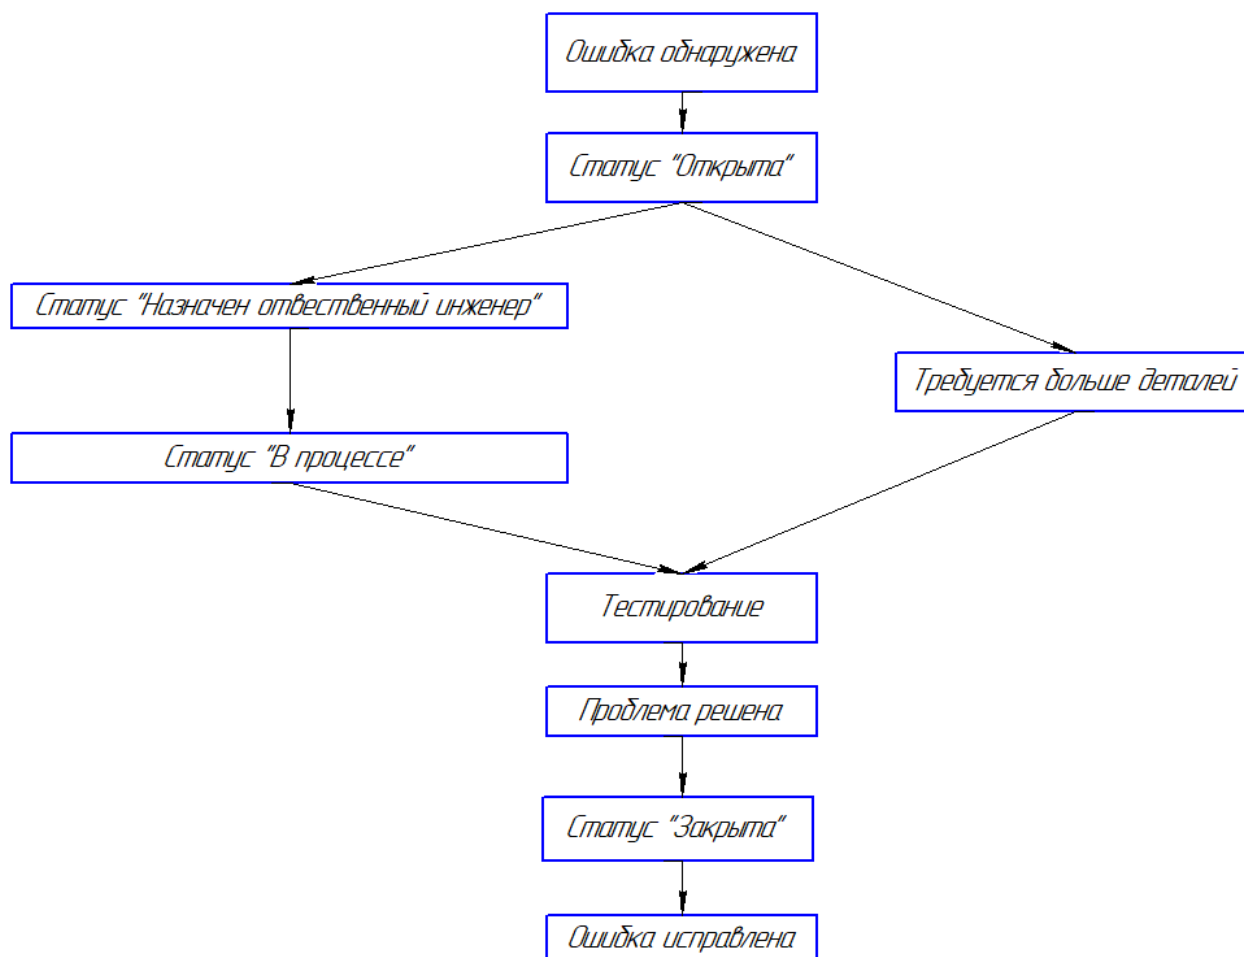 Ошибка обнаружена
Статус "Открыта"
Статус "Назначен отвественный инженер"
Требуется больше деталей
Статус "В процессе"
Тестирование
Проблема решена
Статус "Закрыта"
Ошибка исправлена